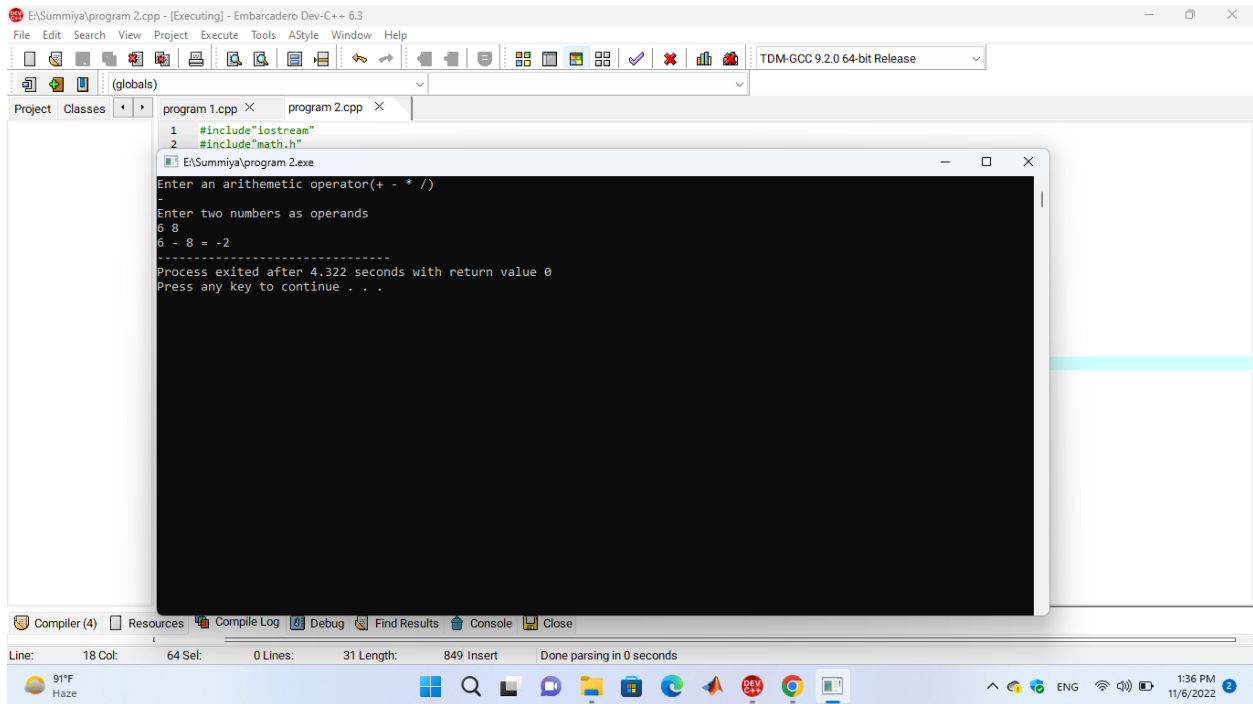 E:\Summiya\program 2.cpp - [Executing] - Embarcadero Dev-C++ 6.3
File Edit Search View Project Execute Tools AStyle Window Help
TDM-GCC 9.2.0 64-bit Release
(globals)
Project Classes program 1.cpp program 2.cpp
1 #include"iostream"
2 #include"math.h"
E:\Summiya\program 2.exe
Enter an arithemetic operator(+ - * /)
-
Enter two numbers as operands
6 8
6 - 8 = -2
--------------------------------
Process exited after 4.322 seconds with return value 0
Press any key to continue . . .
Compiler (4) Resources Compile Log Debug Find Results Console Close
Line: 18 Col: 64 Sel: 0 Lines: 31 Length: 849 Insert Done parsing in 0 seconds
91°F
Haze
DEV C++
ENG
1:36 PM
11/6/2022
2